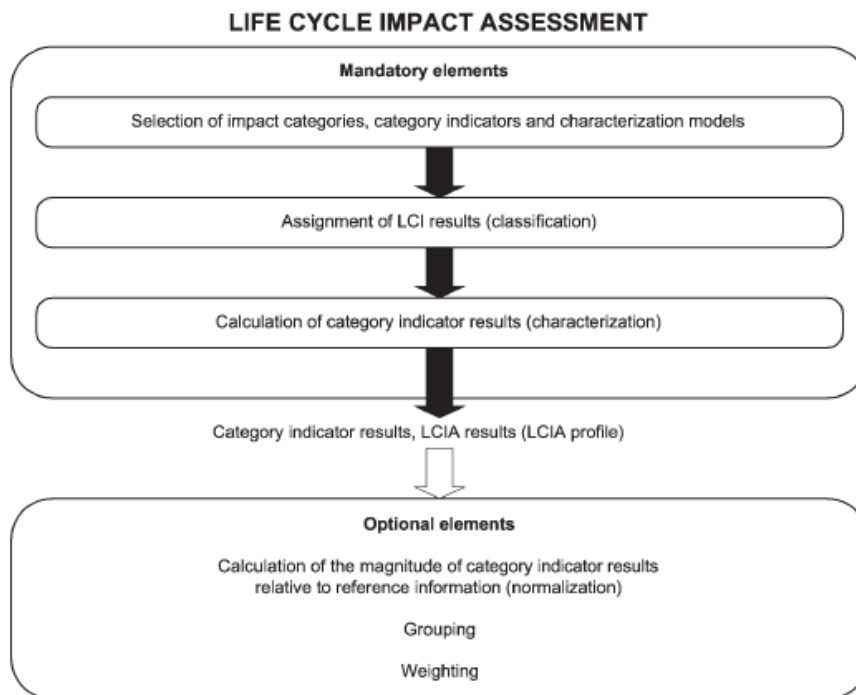 LIFE CYCLE IMPACT ASSESSMENT
Mandatory elements
Selection of impact categories, category indicators and characterization models
Assignment of LCI results (classification)
Calculation of category indicator results (characterization)
Category indicator results, LCIA results (LCIA profile)
Optional elements
Calculation of the magnitude of category indicator results
relative to reference information (normalization)
Grouping
Weighting